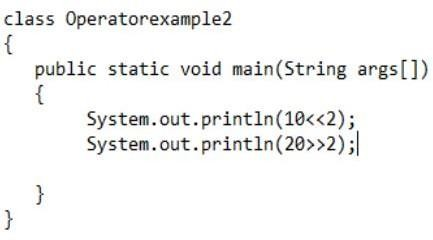 class Operatorexample2
{
public static void main(String args[])
{
System.out.println(10<<2);
System.out.println(20>>2);
}
}